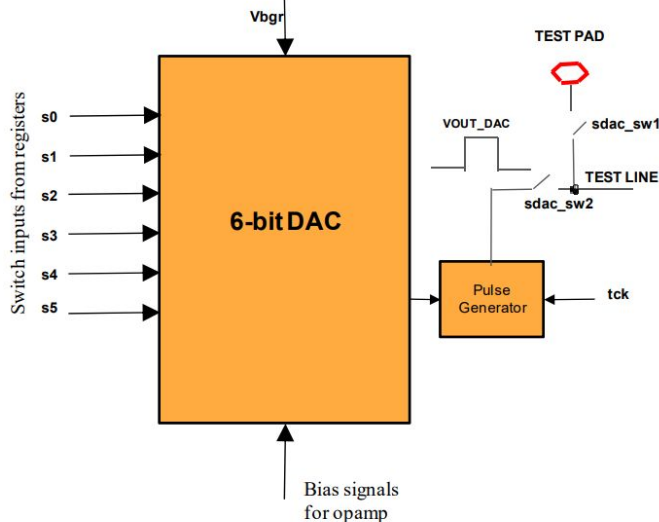 Vbgr
TEST PAD
sdac_sw1
VOUT_DAC
TEST LINE
sdac_sw2
Switch inputs from registers
s0
s1
s2
s3
s4
s5
6-bit DAC
Pulse
Generator
tck
Bias signals
for opamp